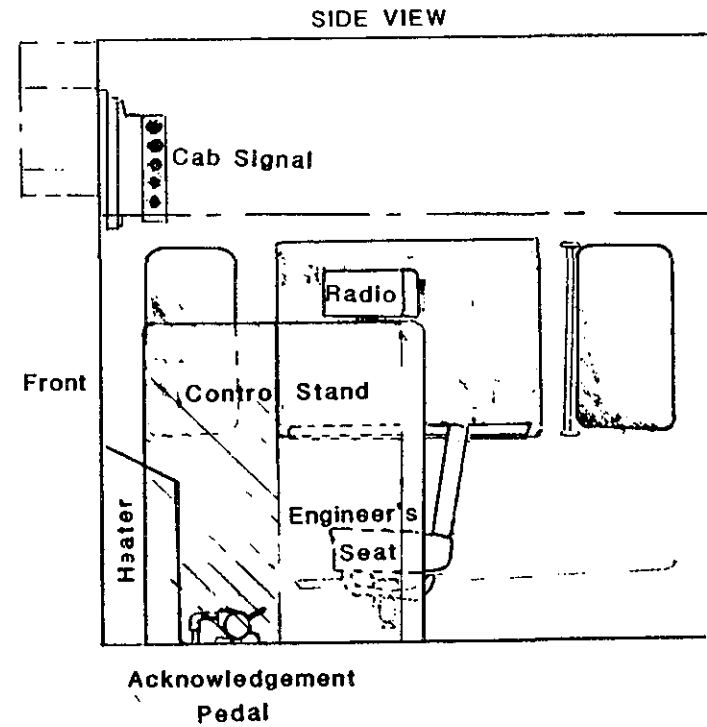 SIDE VIEW
Cab Signal
Radio
Front
Control Stand
Heater
Engineer's
Seat
Acknowledgement
Pedal